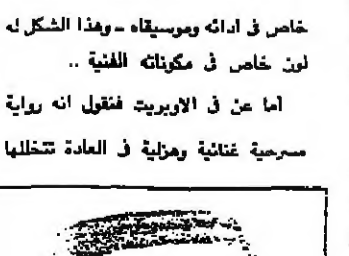 خاص فى ادائه وموسيقاه ــ وهذا الشكل له
لون خاص فى مكوناته الفنية ..
أما عن فى الاوبريت فنقول انه رواية
مسرحية غنائية وهزلية فى العادة تتخللها